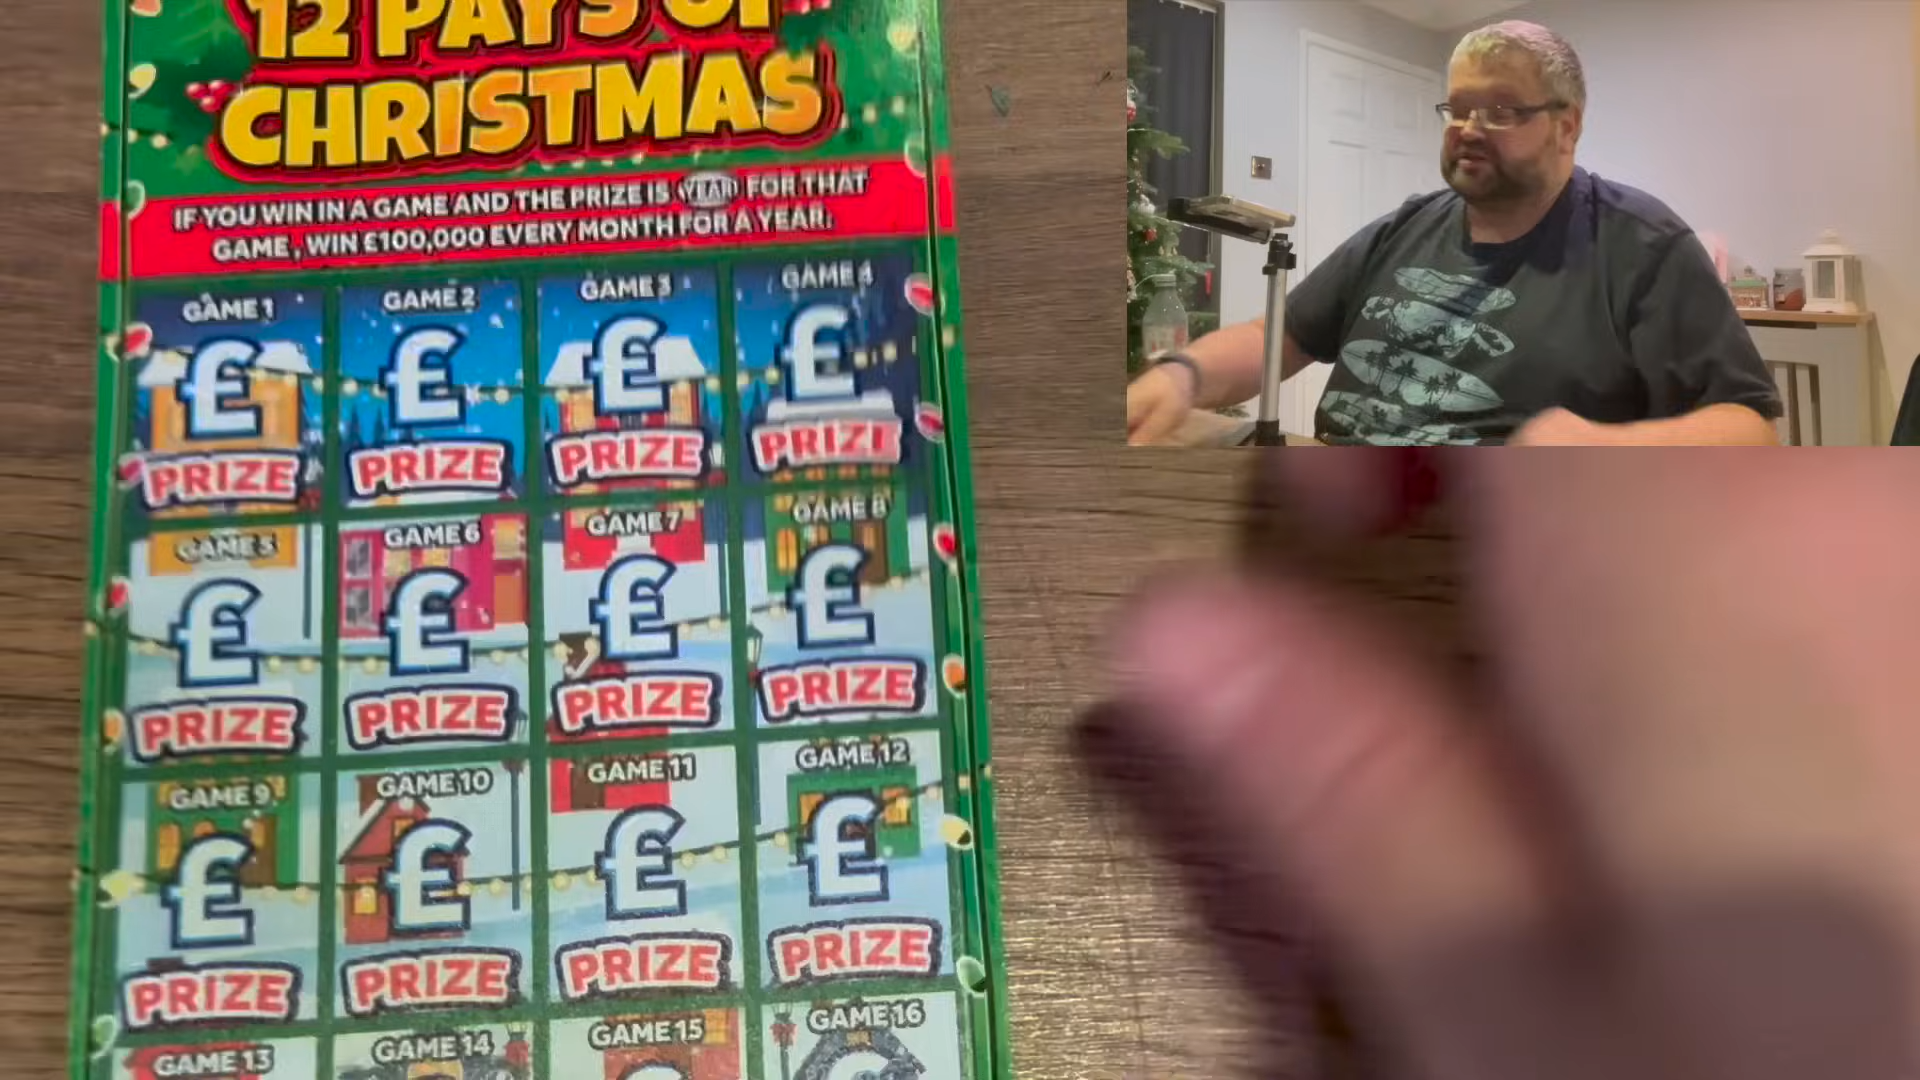 12 PAYS OF
CHRISTMAS
IF YOU WIN IN A GAME AND THE PRIZE IS YEAR FOR THAT
GAME, WIN £100,000 EVERY MONTH FOR A YEAR.
GAME 1 GAME 2 GAME 3 GAME 4
£ £ £ £
PRIZE PRIZE PRIZE PRIZE
GAME 5 GAME 6 GAME 7 GAME 8
£ £ £ £
PRIZE PRIZE PRIZE PRIZE
GAME 9 GAME 10 GAME 11 GAME 12
£ £ £ £
PRIZE PRIZE PRIZE PRIZE
GAME 13 GAME 14 GAME 15 GAME 16